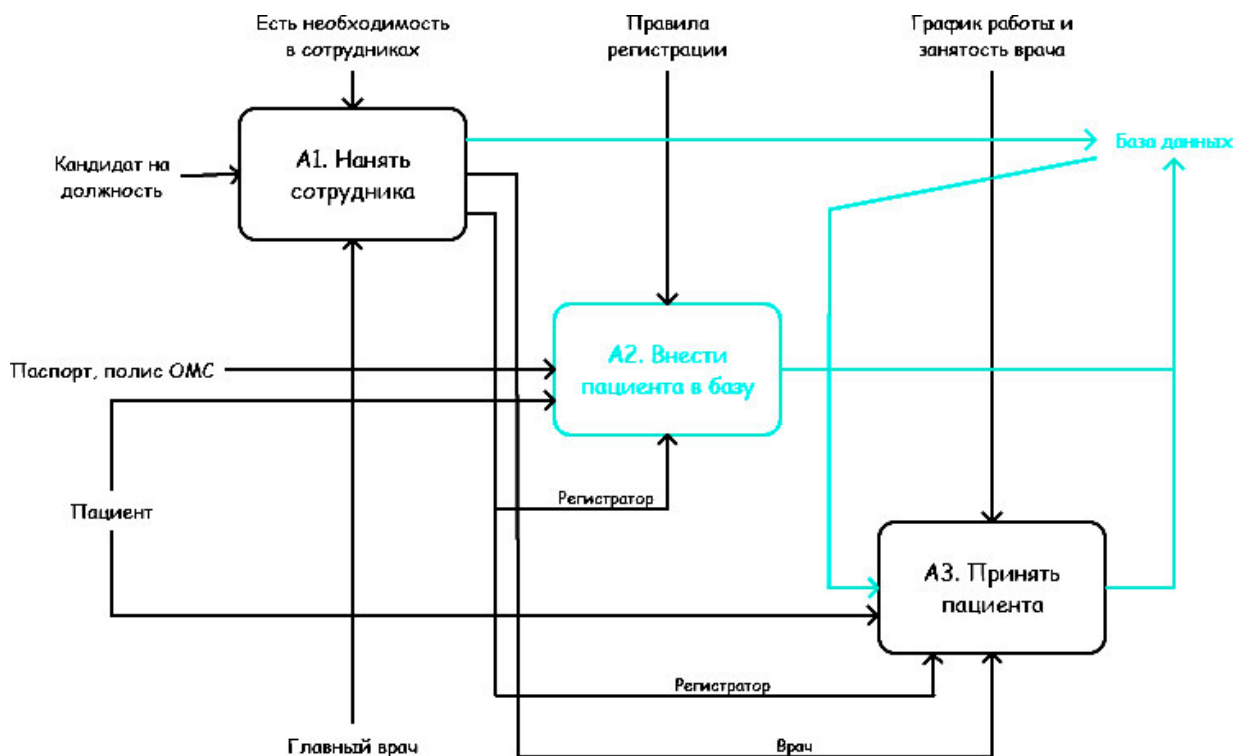 Есть необходимость
в сотрудниках
Правила
регистрации
График работы и
занятость врача
А1. Нанять
сотрудника
База данных
Кандидат на
должность
А2. Внести
пациента в базу
Паспорт, полис ОМС
Регистратор
Пациент
А3. Принять
пациента
Регистратор
Главный врач
Врач